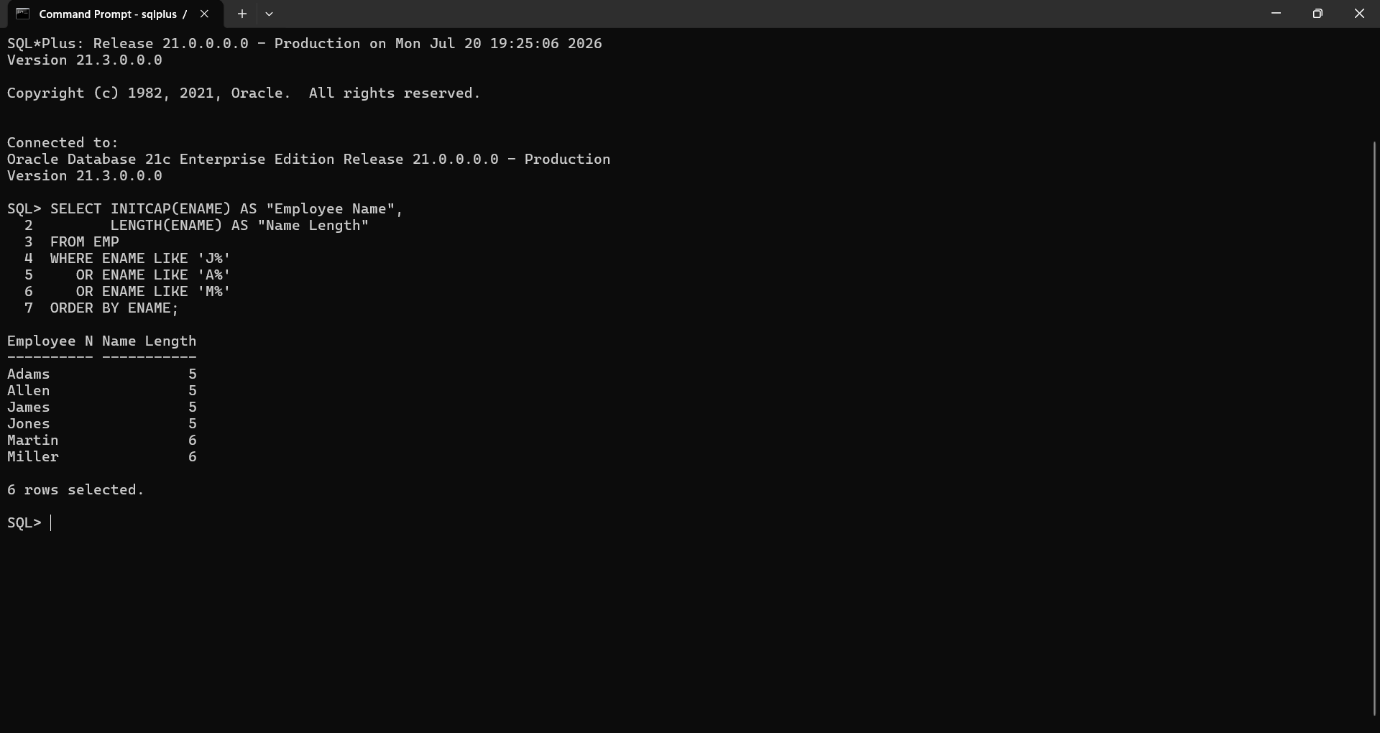 Command Prompt - sqlplus /
SQL*Plus: Release 21.0.0.0.0 - Production on Mon Jul 20 19:25:06 2026
Version 21.3.0.0.0
Copyright (c) 1982, 2021, Oracle.  All rights reserved.
Connected to:
Oracle Database 21c Enterprise Edition Release 21.0.0.0.0 - Production
Version 21.3.0.0.0
SQL> SELECT INITCAP(ENAME) AS "Employee Name",
  2         LENGTH(ENAME) AS "Name Length"
  3  FROM EMP
  4  WHERE ENAME LIKE 'J%'
  5     OR ENAME LIKE 'A%'
  6     OR ENAME LIKE 'M%'
  7  ORDER BY ENAME;
Employee N Name Length
---------- -----------
Adams                5
Allen                5
James                5
Jones                5
Martin               6
Miller               6
6 rows selected.
SQL>